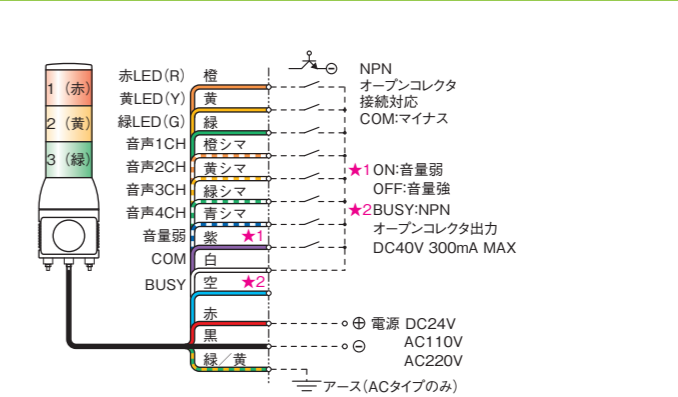 1(赤)
2(黄)
3(緑)
赤LED(R) 橙
黄LED(Y) 黄
緑LED(G) 緑
音声1CH 橙シマ
音声2CH 黄シマ
音声3CH 緑シマ
音声4CH 青シマ
音量弱 紫 ★1
COM 白
BUSY 空 ★2
赤
黒
緑/黄
⊖
NPN
オープンコレクタ
接続対応
COM:マイナス
★1ON:音量弱
OFF:音量強
★2BUSY:NPN
オープンコレクタ出力
DC40V 300mA MAX
⊕ 電源 DC24V
⊖ AC110V
AC220V
アース(ACタイプのみ)